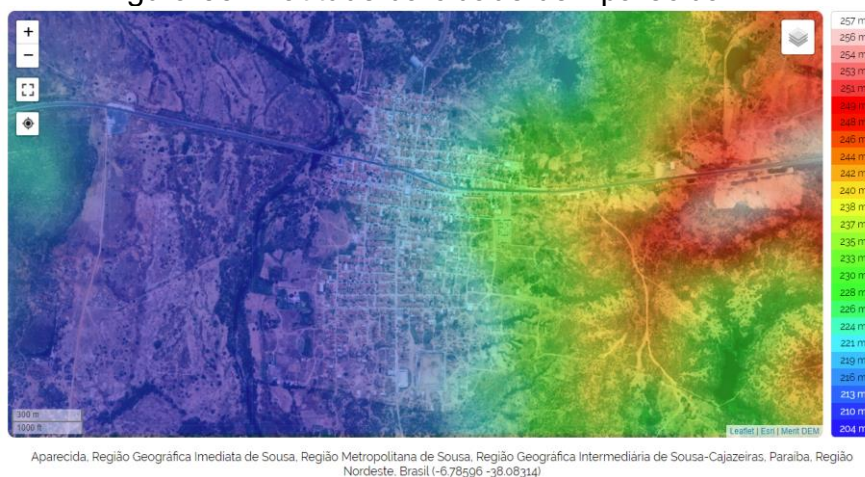 +
−
257 m
256 m
254 m
253 m
251 m
249 m
248 m
246 m
244 m
242 m
240 m
238 m
237 m
235 m
233 m
230 m
228 m
226 m
224 m
221 m
219 m
216 m
213 m
210 m
204 m
300 m
1000 ft
Leaflet | Esri | Merit DEM
Aparecida, Região Geográfica Imediata de Sousa, Região Metropolitana de Sousa, Região Geográfica Intermediária de Sousa-Cajazeiras, Paraíba, Região
Nordeste, Brasil (-6.78596 -38.08314)